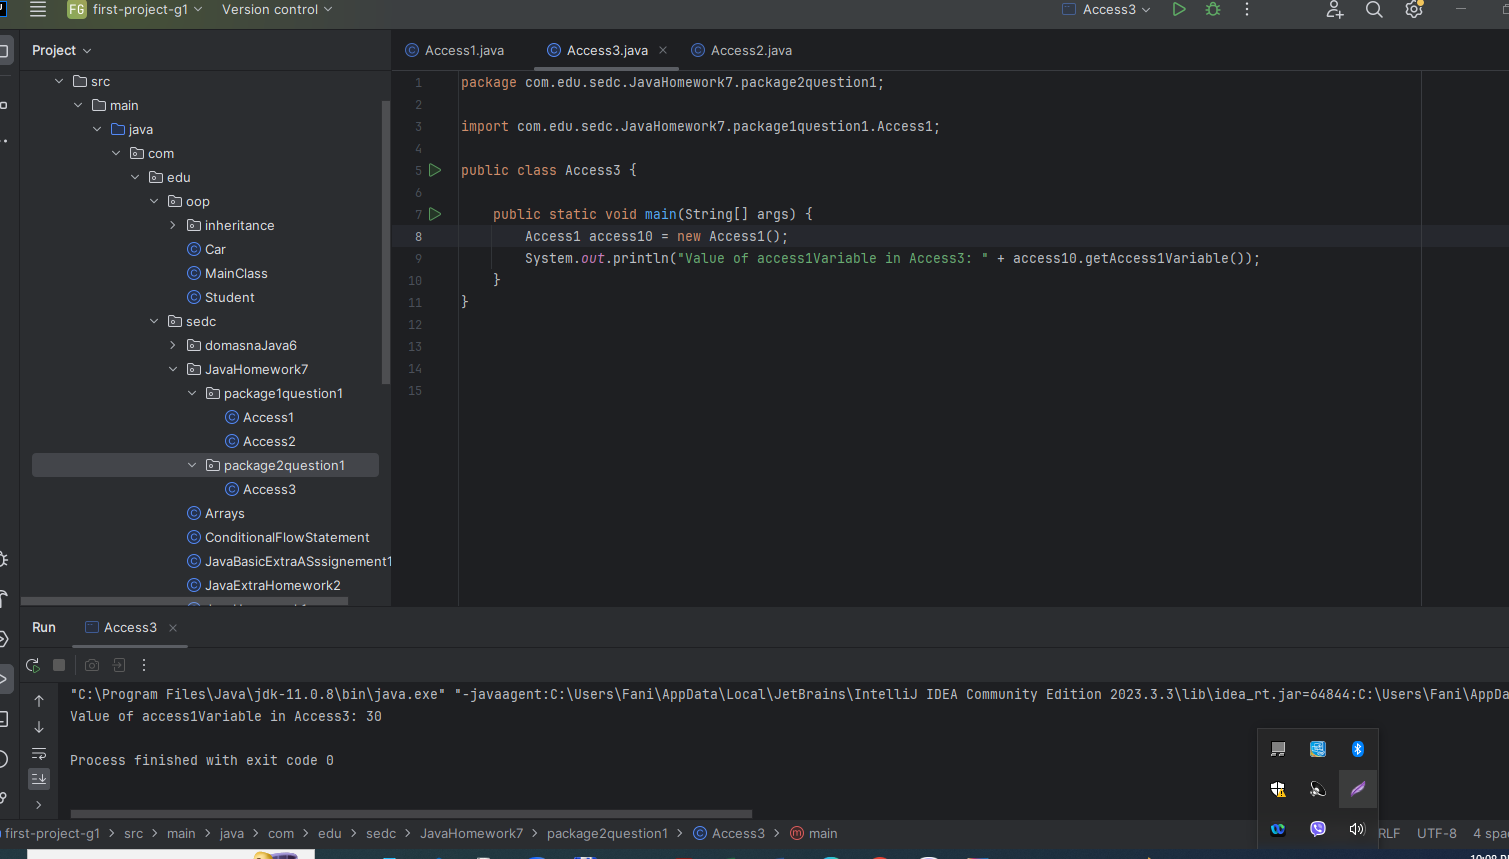 FG first-project-g1 Version control Access3
Project
Access1.java Access3.java Access2.java
src
main
java
com
edu
oop
inheritance
Car
MainClass
Student
sedc
domasnaJava6
JavaHomework7
package1question1
Access1
Access2
package2question1
Access3
Arrays
ConditionalFlowStatement
JavaBasicExtraASssignement1
JavaExtraHomework2
1 package com.edu.sedc.JavaHomework7.package2question1;
2
3 import com.edu.sedc.JavaHomework7.package1question1.Access1;
4
5 public class Access3 {
6
7 public static void main(String[] args) {
8 Access1 access10 = new Access1();
9 System.out.println("Value of access1Variable in Access3: " + access10.getAccess1Variable());
10 }
11 }
12
13
14
15
Run Access3
"C:\Program Files\Java\jdk-11.0.8\bin\java.exe" "-javaagent:C:\Users\Fani\AppData\Local\JetBrains\IntelliJ IDEA Community Edition 2023.3.3\lib\idea_rt.jar=64844:C:\Users\Fani\AppDa
Value of access1Variable in Access3: 30
Process finished with exit code 0
first-project-g1 > src > main > java > com > edu > sedc > JavaHomework7 > package2question1 > Access3 > main RLF UTF-8 4 spac